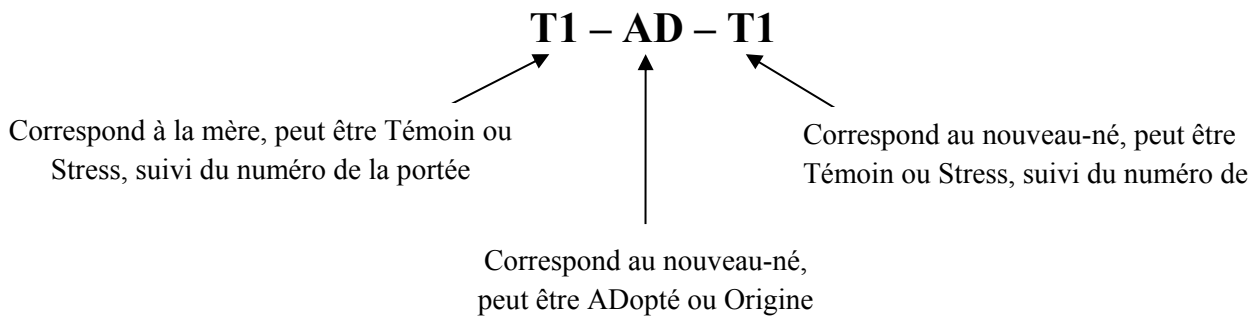 T1 – AD – T1
Correspond à la mère, peut être Témoin ou
Stress, suivi du numéro de la portée
Correspond au nouveau-né, peut être
Témoin ou Stress, suivi du numéro de
Correspond au nouveau-né,
peut être ADopté ou Origine